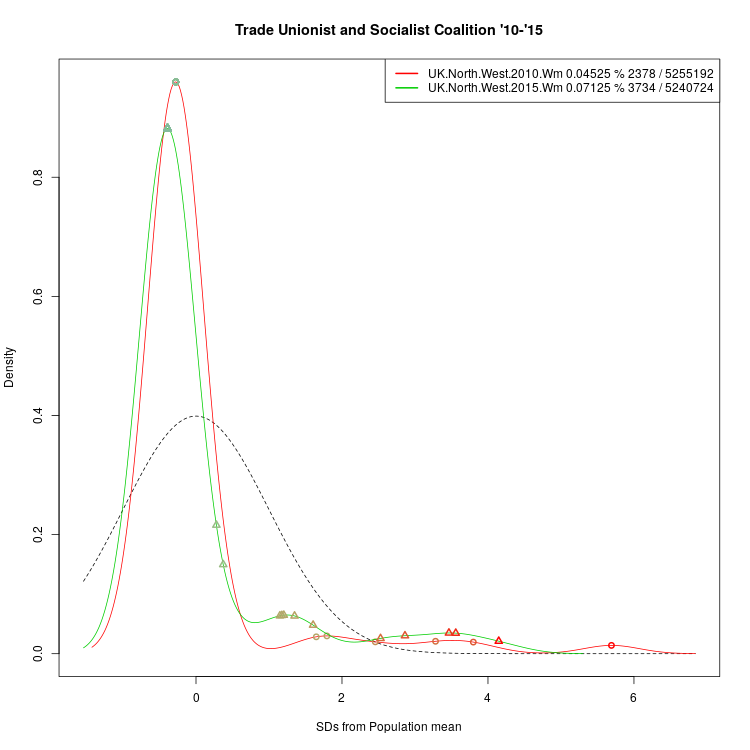 Trade Unionist and Socialist Coalition '10-'15
UK.North.West.2010.Wm 0.04525 % 2378 / 5255192
UK.North.West.2015.Wm 0.07125 % 3734 / 5240724
Density
0.8
0.6
0.4
0.2
0.0
0 2 4 6
SDs from Population mean